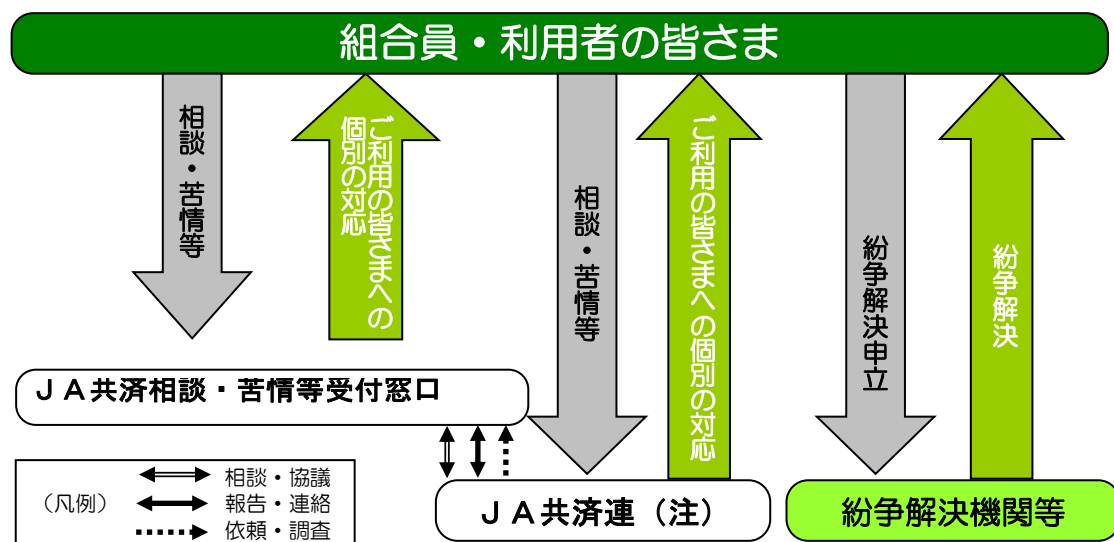 組合員・利用者の皆さま
相談・苦情等
ご利用の皆さまへの
個別の対応
相談・苦情等
ご利用の皆さまへの個別の対応
紛争解決申立
紛争解決
ＪＡ共済相談・苦情等受付窓口
（凡例）
相談・協議
報告・連絡
依頼・調査
ＪＡ共済連（注）
紛争解決機関等